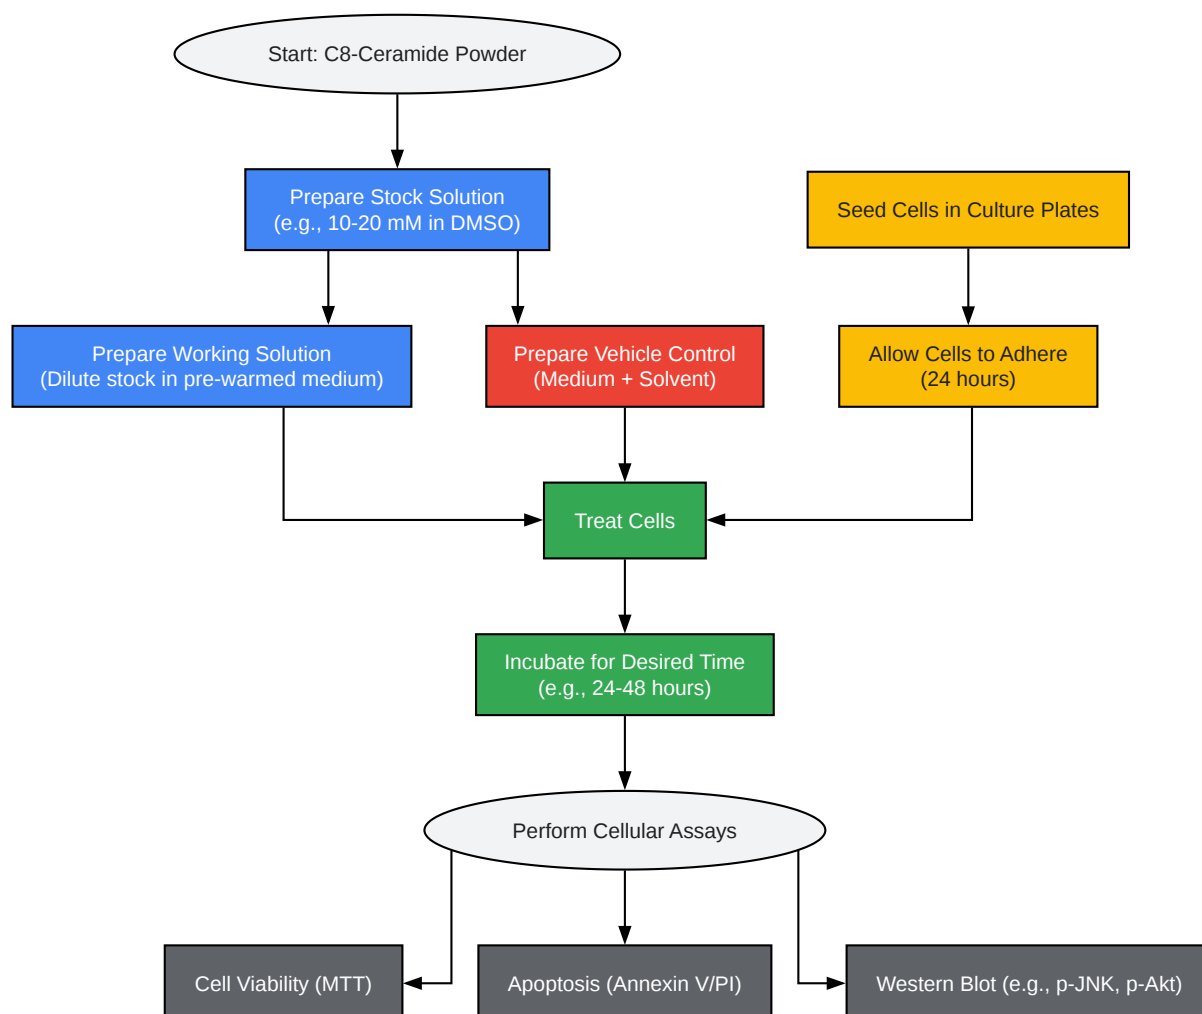 Start: C8-Ceramide Powder
Prepare Stock Solution
(e.g., 10-20 mM in DMSO)
Seed Cells in Culture Plates
Prepare Working Solution
(Dilute stock in pre-warmed medium)
Prepare Vehicle Control
(Medium + Solvent)
Allow Cells to Adhere
(24 hours)
Treat Cells
Incubate for Desired Time
(e.g., 24-48 hours)
Perform Cellular Assays
Cell Viability (MTT)
Apoptosis (Annexin V/PI)
Western Blot (e.g., p-JNK, p-Akt)